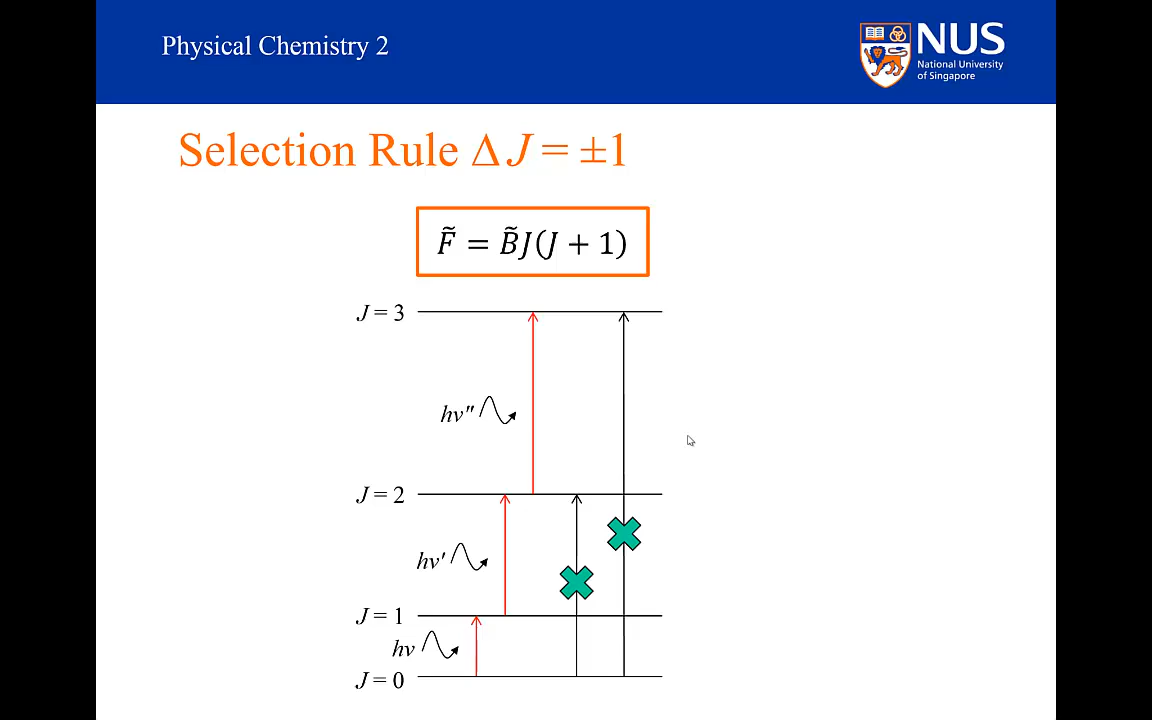 Physical Chemistry 2
NUS
National University
of Singapore
Selection Rule Δ J = ±1
F̃ = B̃J(J + 1)
J = 3
hν″
J = 2
hν′
J = 1
hν
J = 0